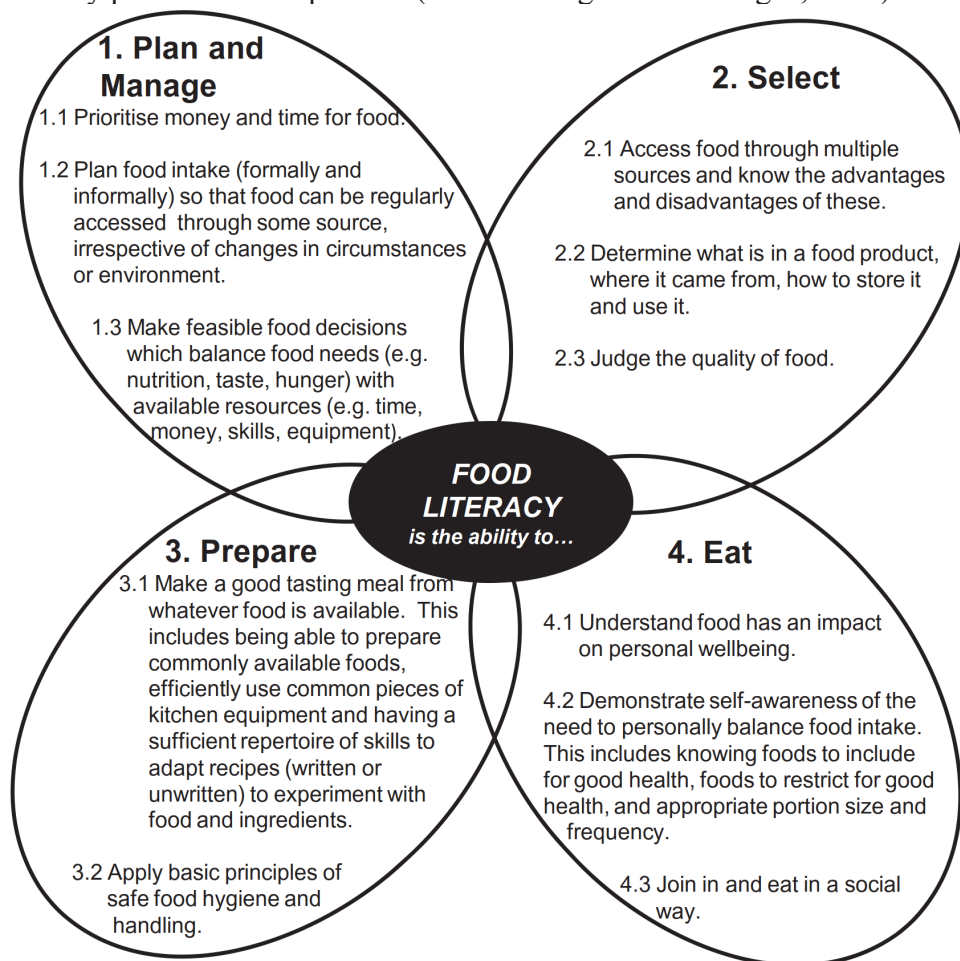 1. Plan and
Manage
1.1 Prioritise money and time for food.
1.2 Plan food intake (formally and
informally) so that food can be regularly
accessed through some source,
irrespective of changes in circumstances
or environment.
1.3 Make feasible food decisions
which balance food needs (e.g.
nutrition, taste, hunger) with
available resources (e.g. time,
money, skills, equipment).
2. Select
2.1 Access food through multiple
sources and know the advantages
and disadvantages of these.
2.2 Determine what is in a food product,
where it came from, how to store it
and use it.
2.3 Judge the quality of food.
FOOD
LITERACY
is the ability to...
3. Prepare
3.1 Make a good tasting meal from
whatever food is available. This
includes being able to prepare
commonly available foods,
efficiently use common pieces of
kitchen equipment and having a
sufficient repertoire of skills to
adapt recipes (written or
unwritten) to experiment with
food and ingredients.
3.2 Apply basic principles of
safe food hygiene and
handling.
4. Eat
4.1 Understand food has an impact
on personal wellbeing.
4.2 Demonstrate self-awareness of the
need to personally balance food intake.
This includes knowing foods to include
for good health, foods to restrict for good
health, and appropriate portion size and
frequency.
4.3 Join in and eat in a social
way.